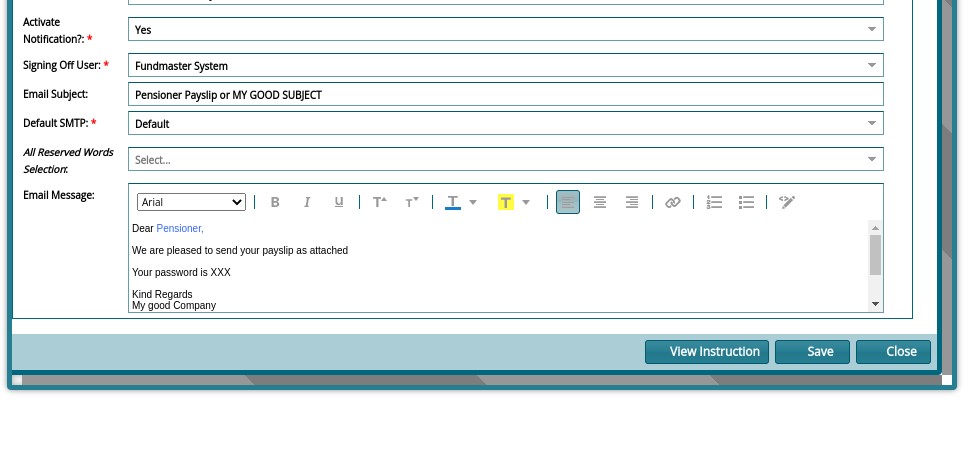 Activate
Notification?: *
Yes
Signing Off User: *
Fundmaster System
Email Subject:
Pensioner Payslip or MY GOOD SUBJECT
Default SMTP: *
Default
All Reserved Words
Selection:
Select...
Email Message:
Arial
B I U T T T T
Dear Pensioner,
We are pleased to send your payslip as attached
Your password is XXX
Kind Regards
My good Company
View Instruction Save Close